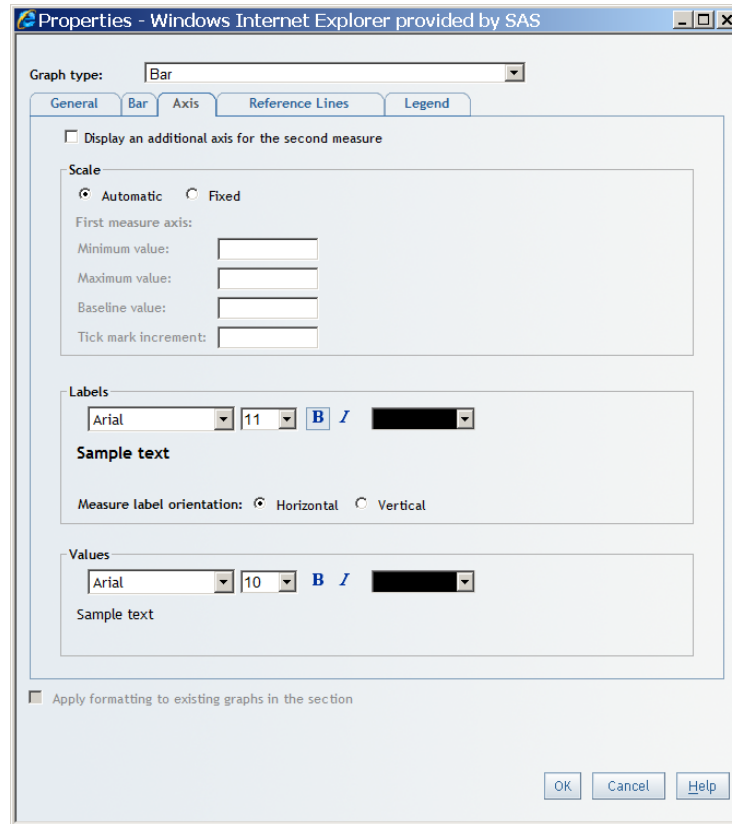 Properties - Windows Internet Explorer provided by SAS
Graph type: Bar
General Bar Axis Reference Lines Legend
Display an additional axis for the second measure
Scale
Automatic Fixed
First measure axis:
Minimum value:
Maximum value:
Baseline value:
Tick mark increment:
Labels
Arial 11 B I
Sample text
Measure label orientation: Horizontal Vertical
Values
Arial 10 B I
Sample text
Apply formatting to existing graphs in the section
OK Cancel Help